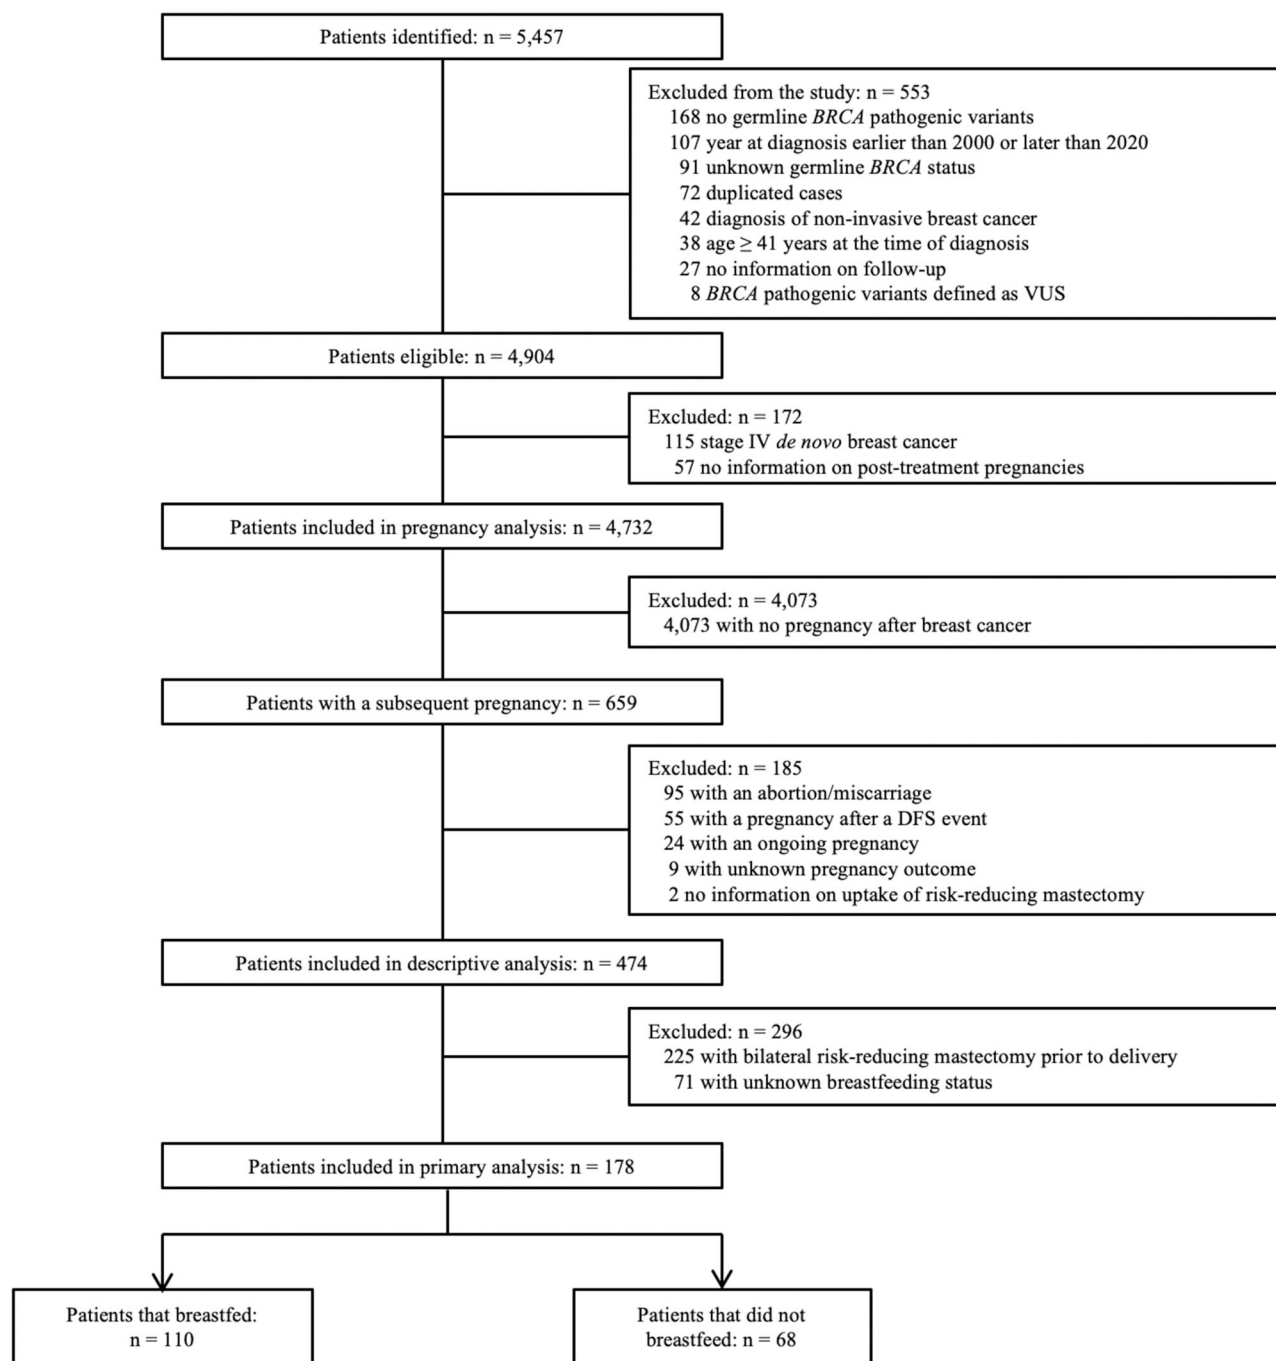 Patients identified: n = 5,457
Excluded from the study: n = 553
168 no germline BRCA pathogenic variants
107 year at diagnosis earlier than 2000 or later than 2020
91 unknown germline BRCA status
72 duplicated cases
42 diagnosis of non-invasive breast cancer
38 age ≥ 41 years at the time of diagnosis
27 no information on follow-up
8 BRCA pathogenic variants defined as VUS
Patients eligible: n = 4,904
Excluded: n = 172
115 stage IV de novo breast cancer
57 no information on post-treatment pregnancies
Patients included in pregnancy analysis: n = 4,732
Excluded: n = 4,073
4,073 with no pregnancy after breast cancer
Patients with a subsequent pregnancy: n = 659
Excluded: n = 185
95 with an abortion/miscarriage
55 with a pregnancy after a DFS event
24 with an ongoing pregnancy
9 with unknown pregnancy outcome
2 no information on uptake of risk-reducing mastectomy
Patients included in descriptive analysis: n = 474
Excluded: n = 296
225 with bilateral risk-reducing mastectomy prior to delivery
71 with unknown breastfeeding status
Patients included in primary analysis: n = 178
Patients that breastfed:
n = 110
Patients that did not
breastfeed: n = 68